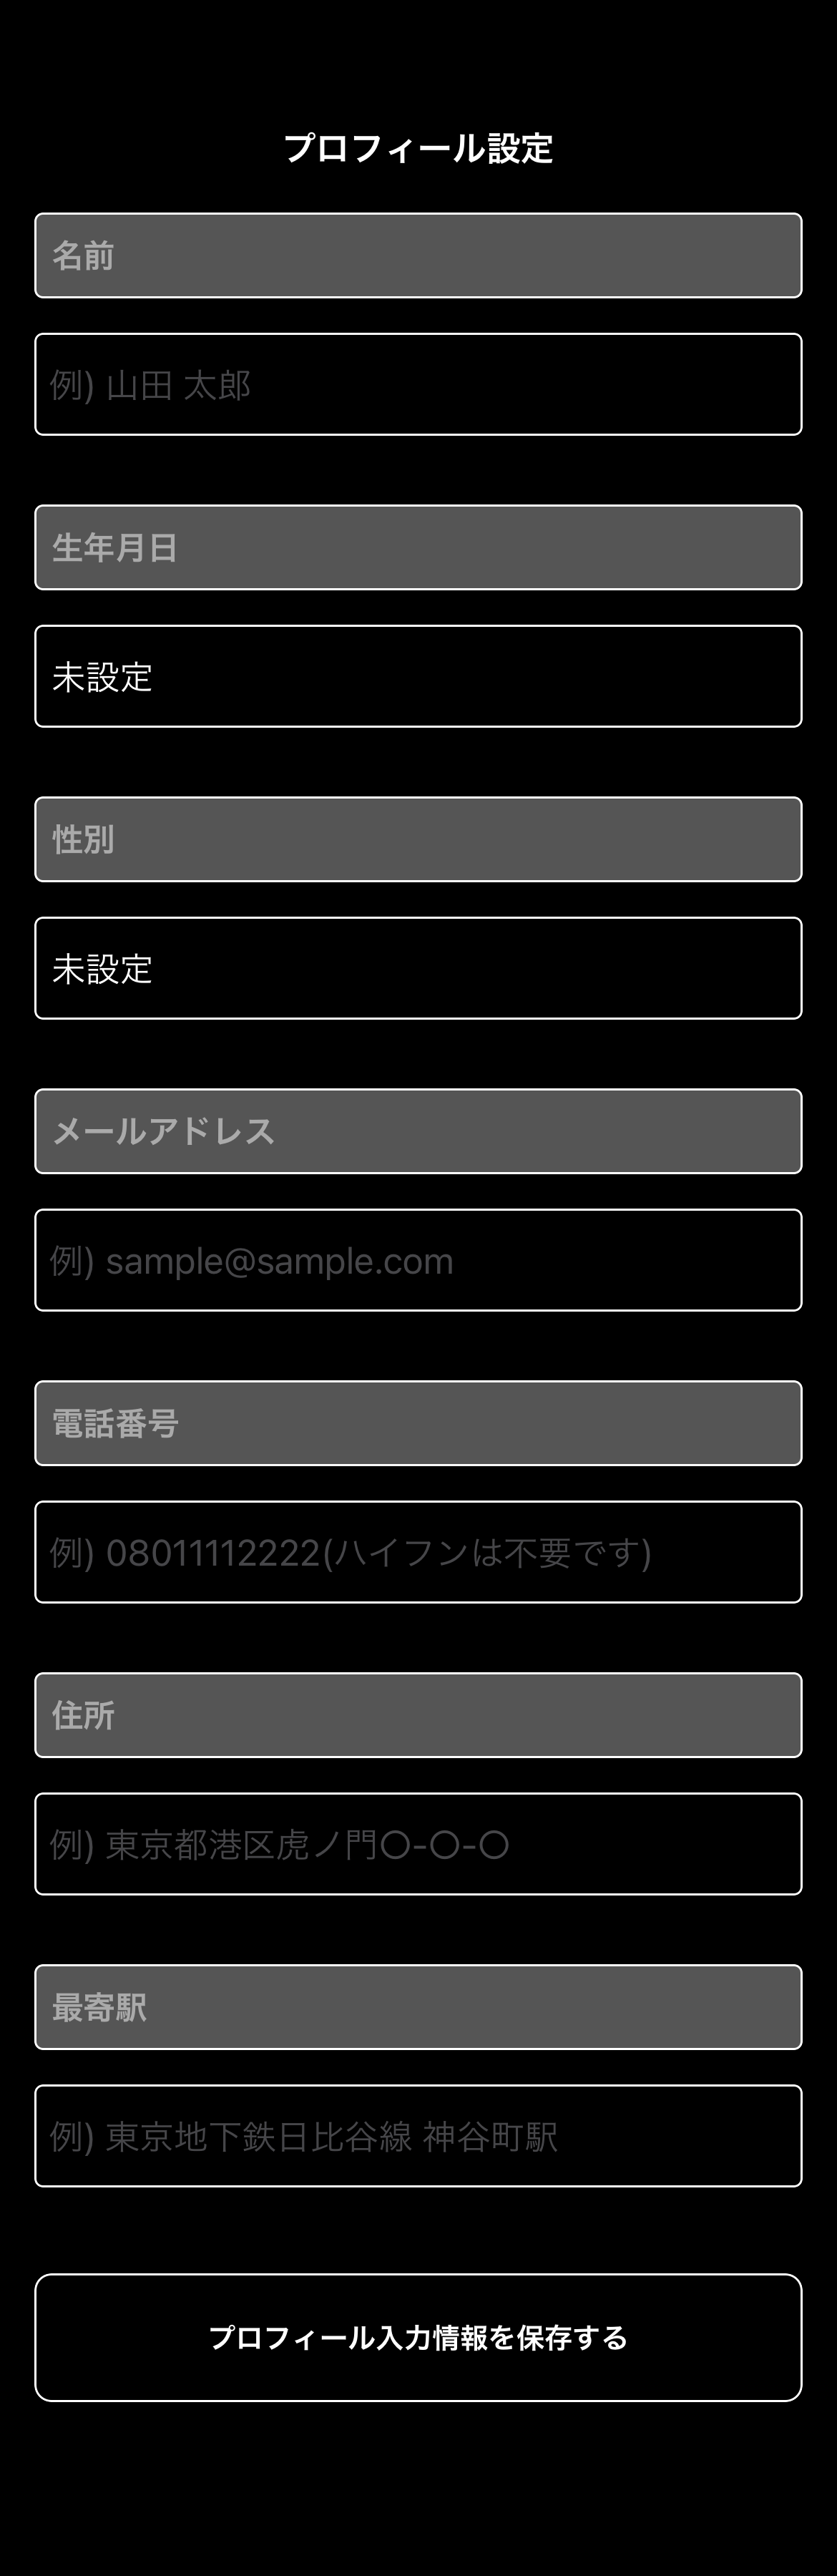 プロフィール設定
名前
例) 山田 太郎
生年月日
未設定
性別
未設定
メールアドレス
例) sample@sample.com
電話番号
例) 08011112222(ハイフンは不要です)
住所
例) 東京都港区虎ノ門〇-〇-〇
最寄駅
例) 東京地下鉄日比谷線 神谷町駅
プロフィール入力情報を保存する